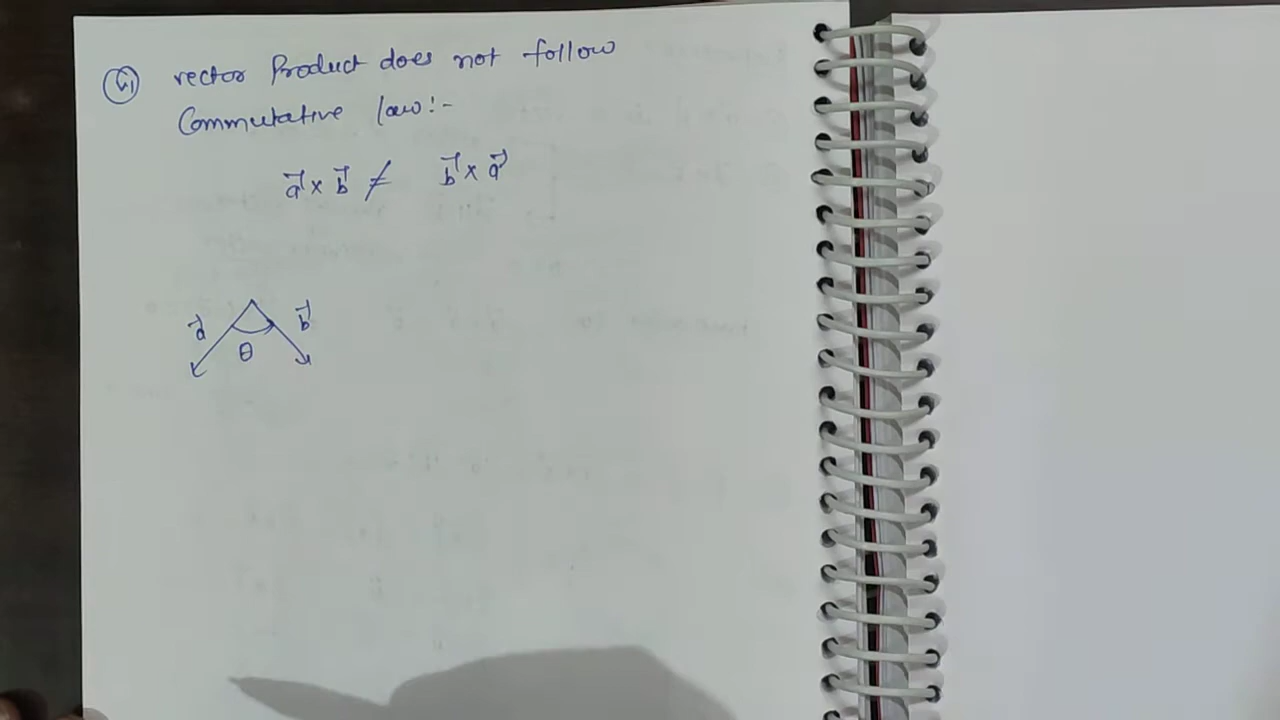 (vi) vector Product does not follow
Commutative law:-
a⃗ × b⃗ ≠ b⃗ × a⃗
a⃗ b⃗
θ